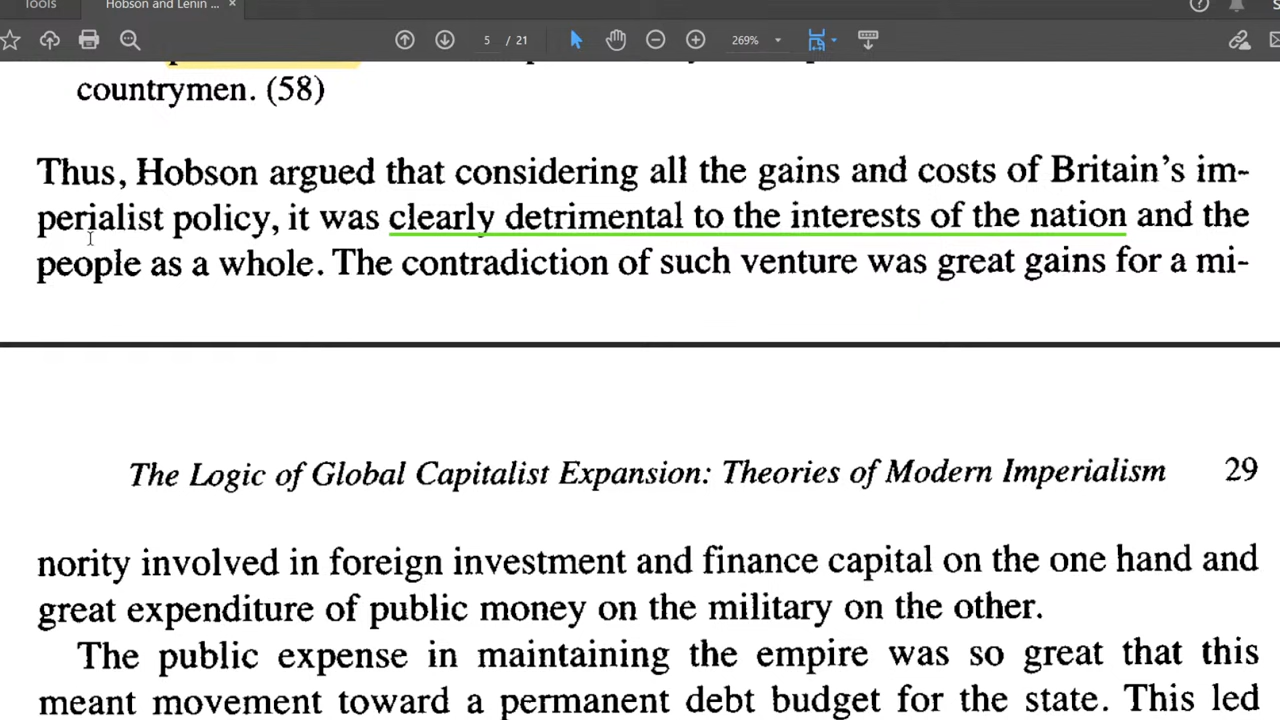 Tools
Hobson and Lenin ... ×
5 / 21
269%
countrymen. (58)
Thus, Hobson argued that considering all the gains and costs of Britain’s im-
perialist policy, it was clearly detrimental to the interests of the nation and the
people as a whole. The contradiction of such venture was great gains for a mi-
The Logic of Global Capitalist Expansion: Theories of Modern Imperialism 29
nority involved in foreign investment and finance capital on the one hand and
great expenditure of public money on the military on the other.
The public expense in maintaining the empire was so great that this
meant movement toward a permanent debt budget for the state. This led